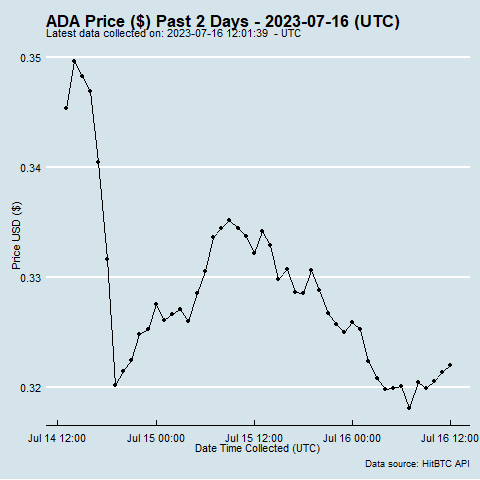 ADA Price ($) Past 2 Days - 2023-07-16 (UTC)
Latest data collected on: 2023-07-16 12:01:39 - UTC
0.35
0.34
0.33
0.32
Price USD ($)
Jul 14 12:00 Jul 15 00:00 Jul 15 12:00 Jul 16 00:00 Jul 16 12:00
Date Time Collected (UTC)
Data source: HitBTC API